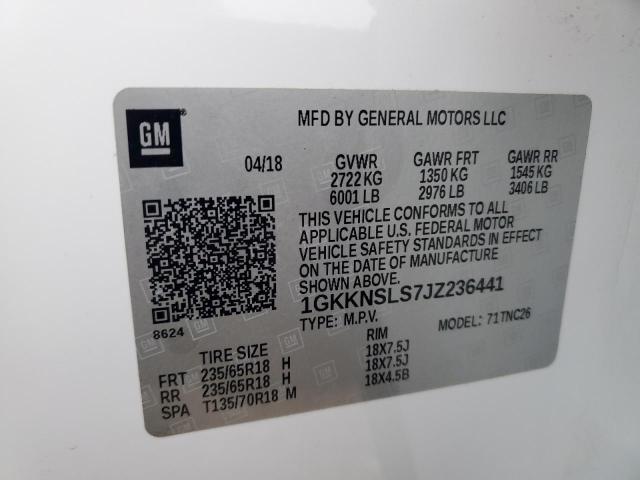 GM
MFD BY GENERAL MOTORS LLC
04/18 GVWR GAWR FRT GAWR RR
2722 KG 1350 KG 1545 KG
6001 LB 2976 LB 3406 LB
THIS VEHICLE CONFORMS TO ALL
APPLICABLE U.S. FEDERAL MOTOR
VEHICLE SAFETY STANDARDS IN EFFECT
ON THE DATE OF MANUFACTURE
SHOWN ABOVE.
1GKKNSLS7JZ236441
8624 TYPE: M.P.V. MODEL: 71TNC26
TIRE SIZE RIM
FRT 235/65R18 H 18X7.5J
RR 235/65R18 H 18X7.5J
SPA T135/70R18 M 18X4.5B